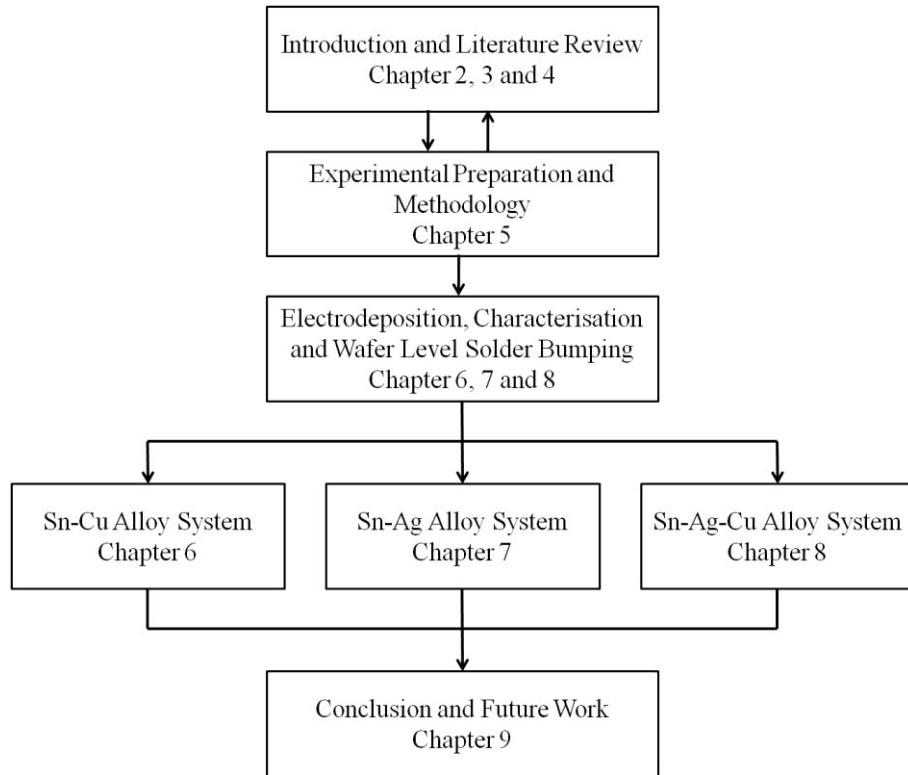 Introduction and Literature Review
Chapter 2, 3 and 4
Experimental Preparation and
Methodology
Chapter 5
Electrodeposition, Characterisation
and Wafer Level Solder Bumping
Chapter 6, 7 and 8
Sn-Cu Alloy System
Chapter 6
Sn-Ag Alloy System
Chapter 7
Sn-Ag-Cu Alloy System
Chapter 8
Conclusion and Future Work
Chapter 9